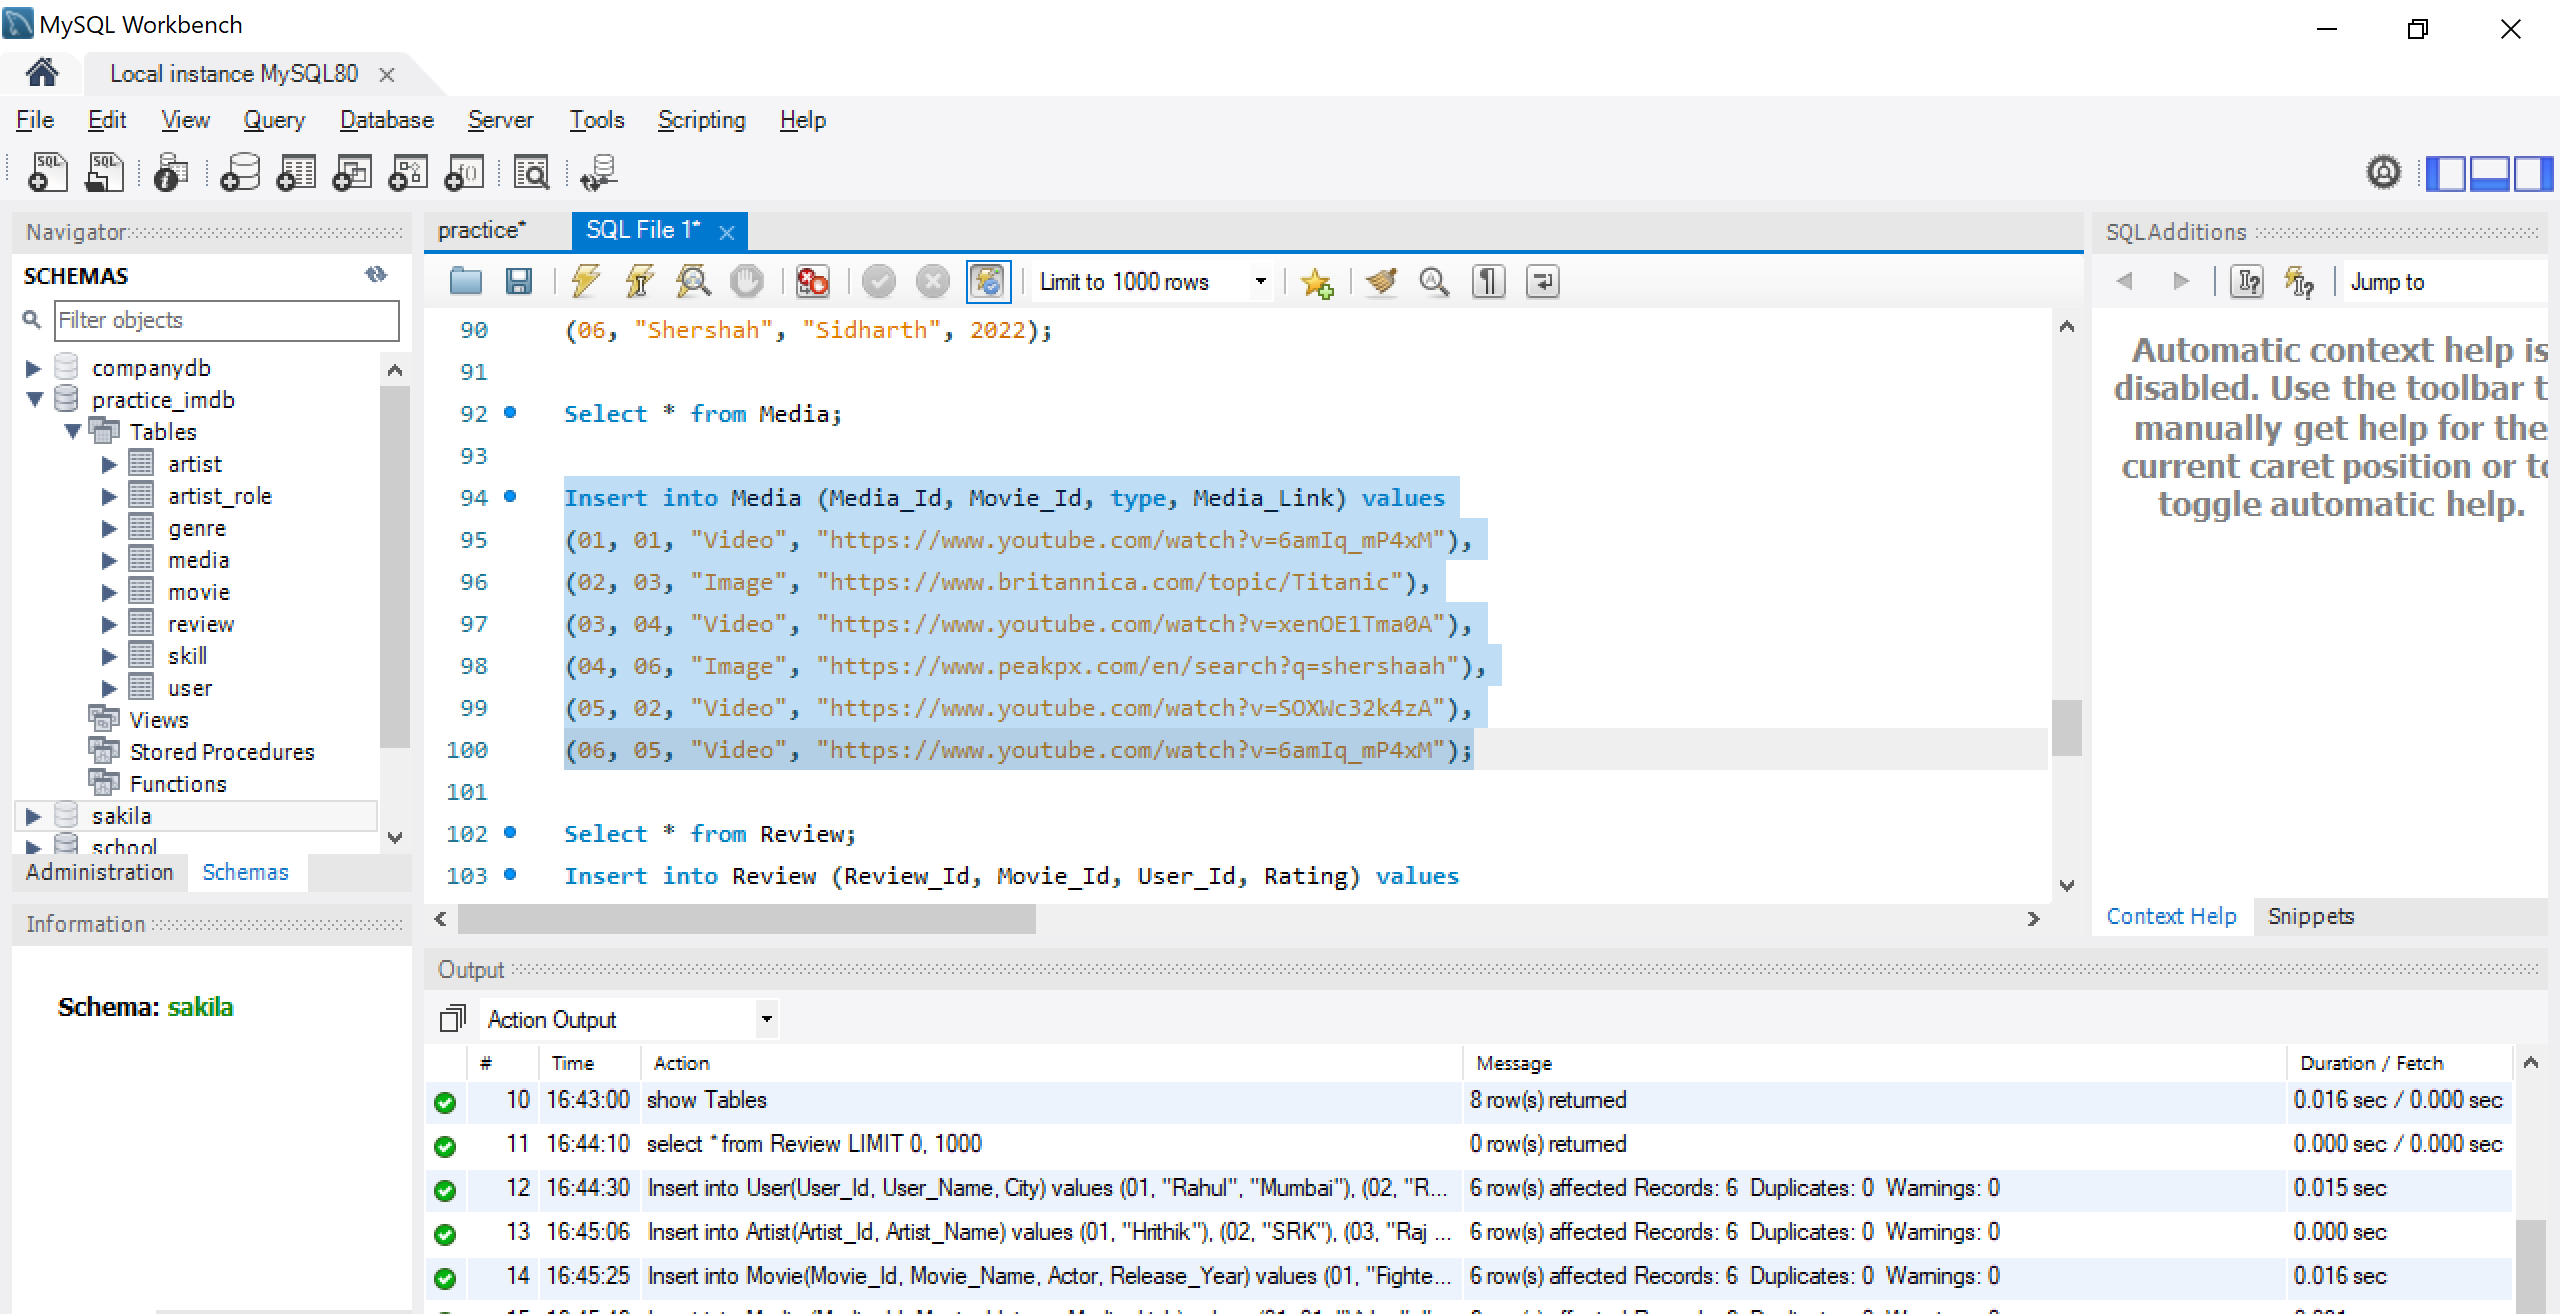 MySQL Workbench
Local instance MySQL80
File Edit View Query Database Server Tools Scripting Help
Navigator
SCHEMAS
Filter objects
companydb
practice_imdb
Tables
artist
artist_role
genre
media
movie
review
skill
user
Views
Stored Procedures
Functions
sakila
school
Administration Schemas
Information
Schema: sakila
practice* SQL File 1*
Limit to 1000 rows
90 (06, "Shershah", "Sidharth", 2022);
91
92 Select * from Media;
93
94 Insert into Media (Media_Id, Movie_Id, type, Media_Link) values
95 (01, 01, "Video", "https://www.youtube.com/watch?v=6amIq_mP4xM"),
96 (02, 03, "Image", "https://www.britannica.com/topic/Titanic"),
97 (03, 04, "Video", "https://www.youtube.com/watch?v=xenOE1Tma0A"),
98 (04, 06, "Image", "https://www.peakpx.com/en/search?q=shershaah"),
99 (05, 02, "Video", "https://www.youtube.com/watch?v=SOXWc32k4zA"),
100 (06, 05, "Video", "https://www.youtube.com/watch?v=6amIq_mP4xM");
101
102 Select * from Review;
103 Insert into Review (Review_Id, Movie_Id, User_Id, Rating) values
SQLAdditions
Jump to
Automatic context help is
disabled. Use the toolbar t
manually get help for the
current caret position or to
toggle automatic help.
Context Help Snippets
Output
Action Output
# Time Action Message Duration / Fetch
10 16:43:00 show Tables 8 row(s) returned 0.016 sec / 0.000 sec
11 16:44:10 select * from Review LIMIT 0, 1000 0 row(s) returned 0.000 sec / 0.000 sec
12 16:44:30 Insert into User(User_Id, User_Name, City) values (01, "Rahul", "Mumbai"), (02, "R... 6 row(s) affected Records: 6 Duplicates: 0 Warnings: 0 0.015 sec
13 16:45:06 Insert into Artist(Artist_Id, Artist_Name) values (01, "Hrithik"), (02, "SRK"), (03, "Raj ... 6 row(s) affected Records: 6 Duplicates: 0 Warnings: 0 0.000 sec
14 16:45:25 Insert into Movie(Movie_Id, Movie_Name, Actor, Release_Year) values (01, "Fighte... 6 row(s) affected Records: 6 Duplicates: 0 Warnings: 0 0.016 sec